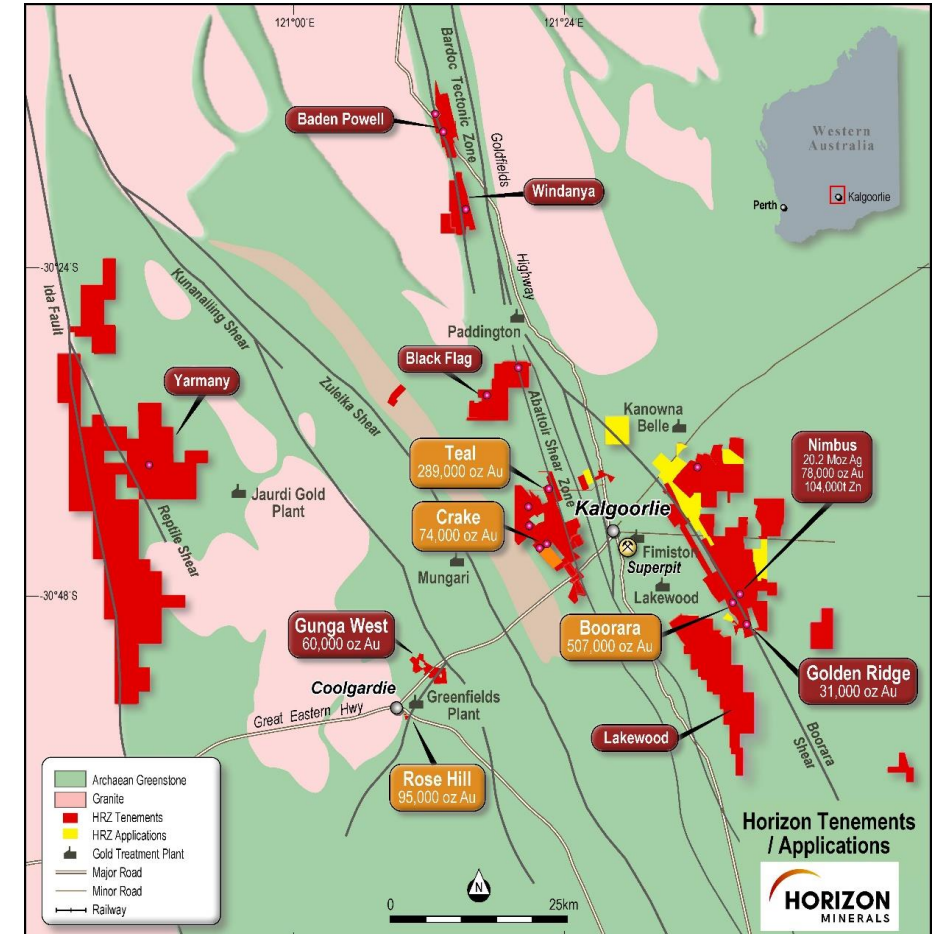 121°00´E
121°24´E
Bardoc Tectonic Zone
Baden Powell
Goldfields
Highway
Windanya
Western
Australia
Perth
Kalgoorlie
-30°24´S
Ida Fault
Kunanalling Shear
Zuleika Shear
Paddington
Black Flag
Abattoir Shear Zone
Yarmany
Kanowna
Belle
Nimbus
20.2 Moz Ag
78,000 oz Au
104,000t Zn
Teal
289,000 oz Au
Jaurdi Gold
Plant
Reptile Shear
Crake
74,000 oz Au
Kalgoorlie
Fimiston
Superpit
Mungari
Lakewood
-30°48´S
Gunga West
60,000 oz Au
Boorara
507,000 oz Au
Golden Ridge
31,000 oz Au
Coolgardie
Greenfields
Plant
Great Eastern Hwy
Lakewood
Boorara
Shear
Rose Hill
95,000 oz Au
Archaean Greenstone
Granite
HRZ Tenements
HRZ Applications
Gold Treatment Plant
Major Road
Minor Road
Railway
N
0
25km
Horizon Tenements
/ Applications
HORIZON
MINERALS